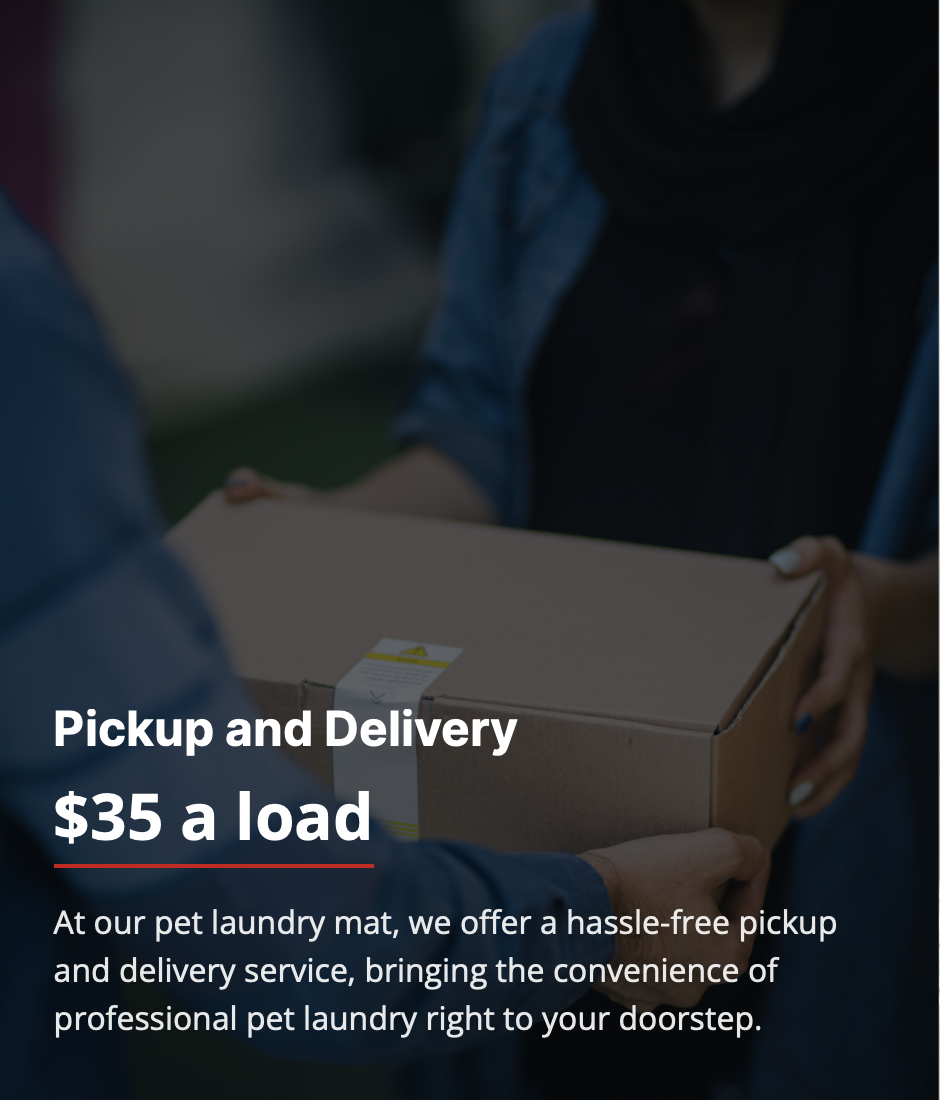 Pickup and Delivery
$35 a load
At our pet laundry mat, we offer a hassle-free pickup
and delivery service, bringing the convenience of
professional pet laundry right to your doorstep.